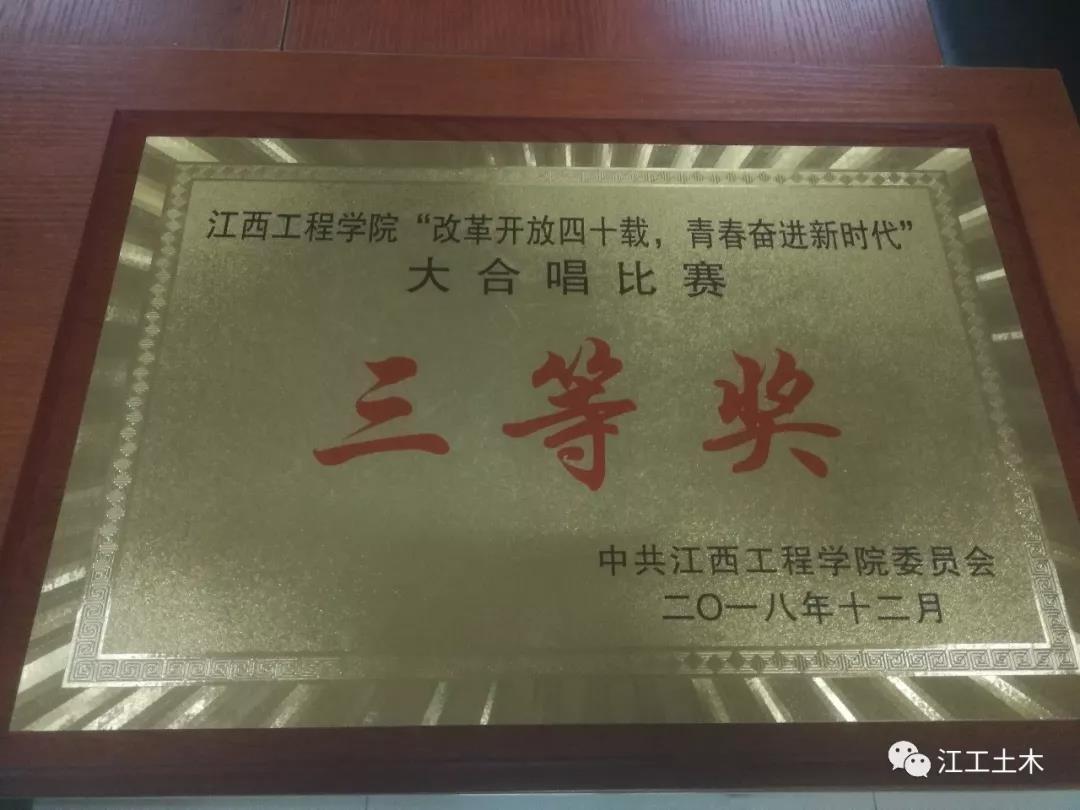 江西工程学院“改革开放四十载，青春奋进新时代”
大合唱比赛
三等奖
中共江西工程学院委员会
二〇一八年十二月
江工土木